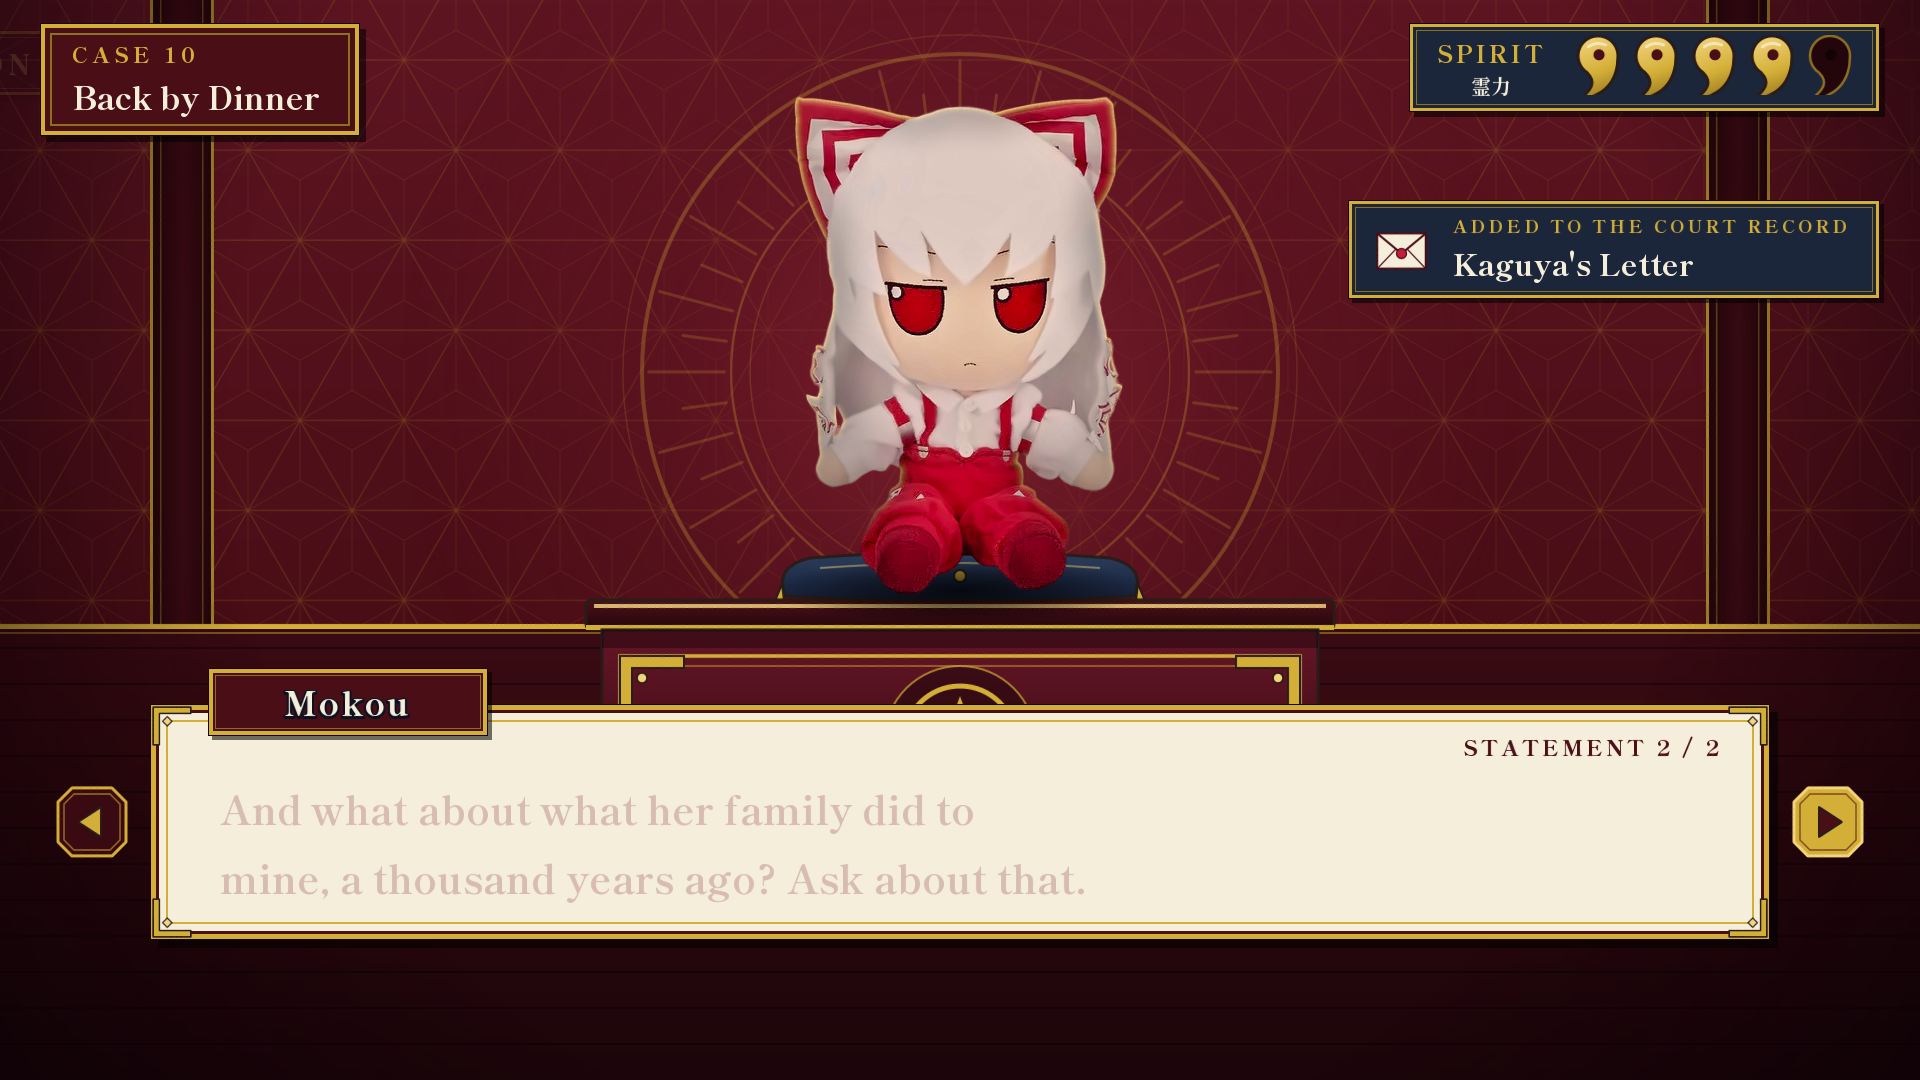 CASE 10
Back by Dinner
SPIRIT
霊力
ADDED TO THE COURT RECORD
Kaguya's Letter
Mokou
STATEMENT 2 / 2
And what about what her family did to
mine, a thousand years ago? Ask about that.